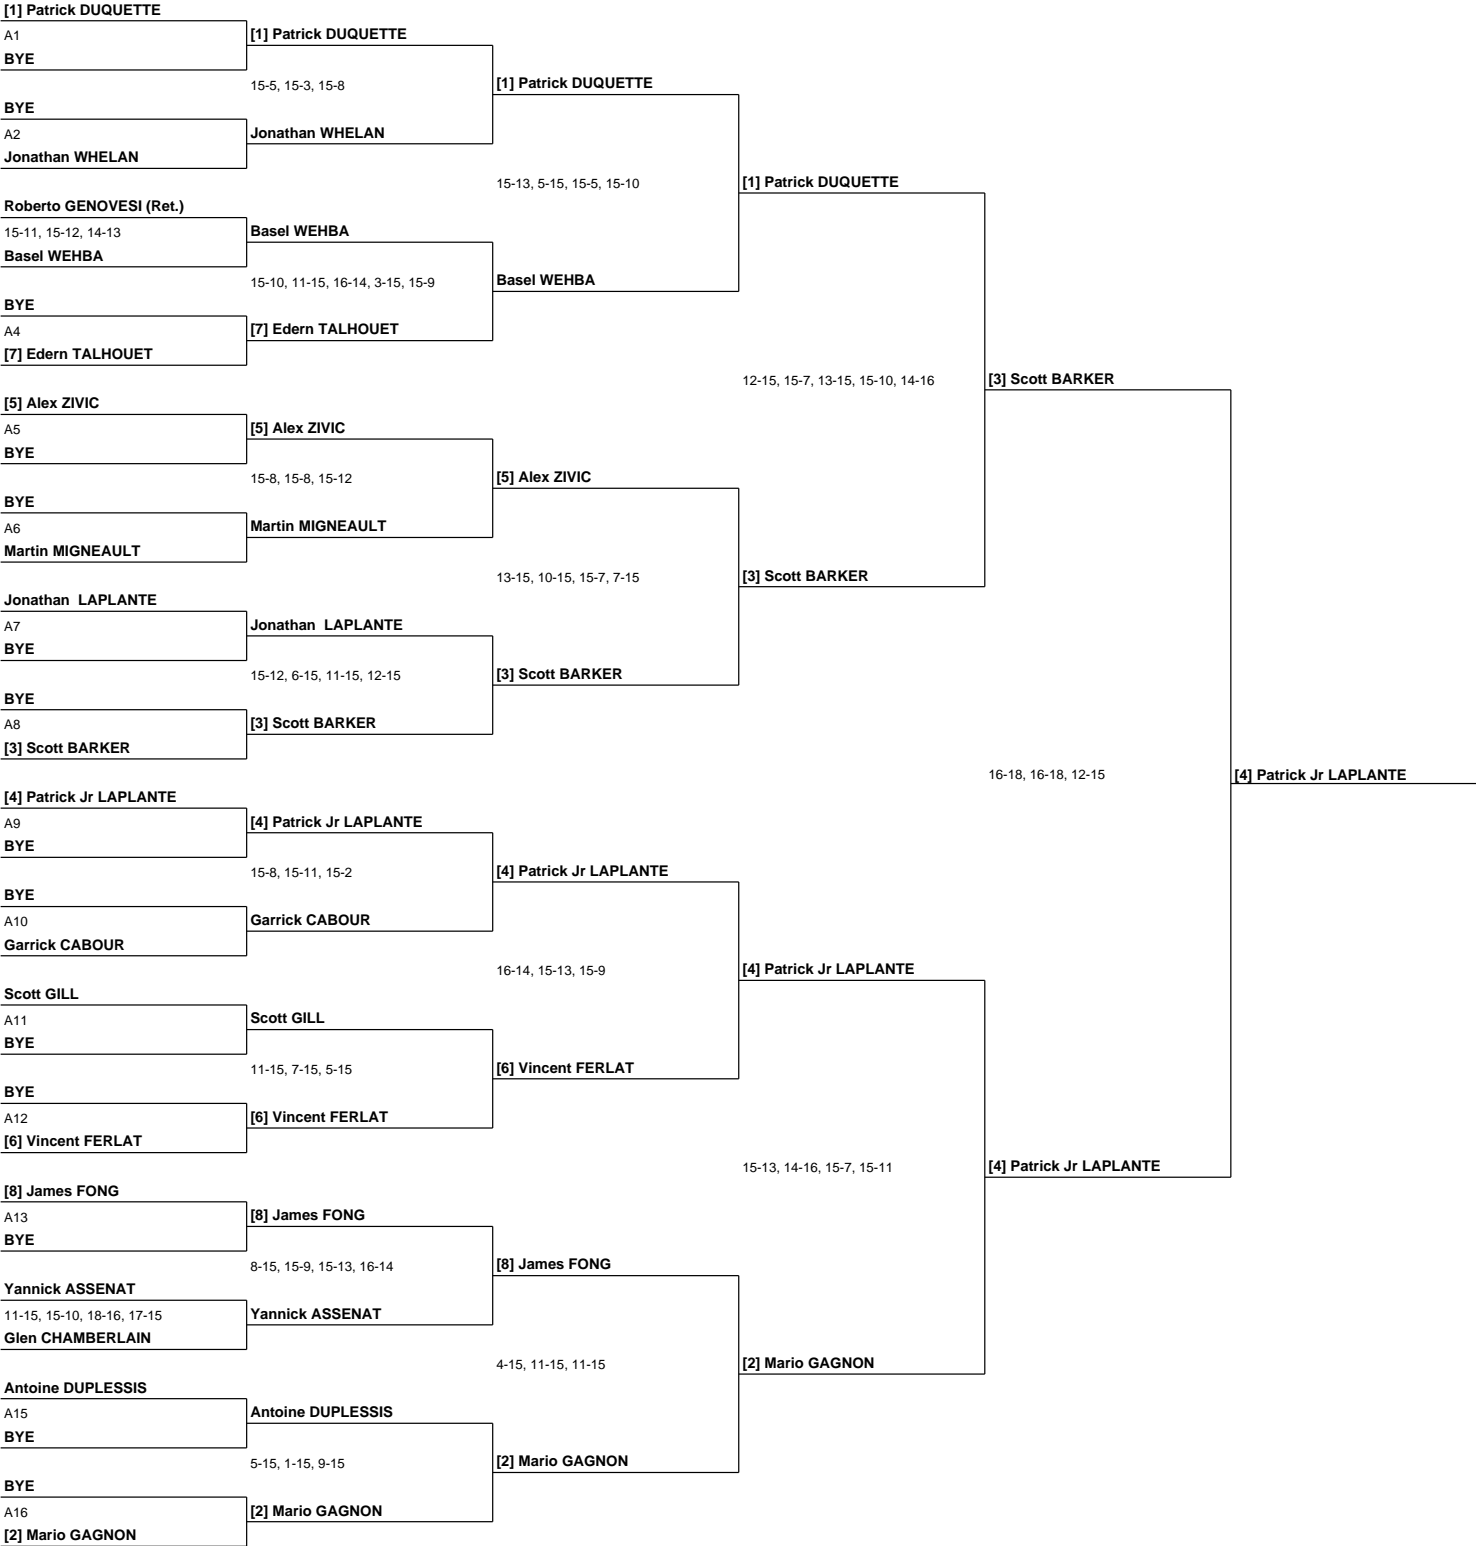 [1] Patrick DUQUETTE
A1
BYE
BYE
A2
Jonathan WHELAN
Roberto GENOVESI (Ret.)
15-11, 15-12, 14-13
Basel WEHBA
BYE
A4
[7] Edern TALHOUET
[5] Alex ZIVIC
A5
BYE
BYE
A6
Martin MIGNEAULT
Jonathan  LAPLANTE
A7
BYE
BYE
A8
[3] Scott BARKER
[4] Patrick Jr LAPLANTE
A9
BYE
BYE
A10
Garrick CABOUR
Scott GILL
A11
BYE
BYE
A12
[6] Vincent FERLAT
[8] James FONG
A13
BYE
Yannick ASSENAT
11-15, 15-10, 18-16, 17-15
Glen CHAMBERLAIN
Antoine DUPLESSIS
A15
BYE
BYE
A16
[2] Mario GAGNON
[1] Patrick DUQUETTE
15-5, 15-3, 15-8
Jonathan WHELAN
Basel WEHBA
15-10, 11-15, 16-14, 3-15, 15-9
[7] Edern TALHOUET
[5] Alex ZIVIC
15-8, 15-8, 15-12
Martin MIGNEAULT
Jonathan  LAPLANTE
15-12, 6-15, 11-15, 12-15
[3] Scott BARKER
[4] Patrick Jr LAPLANTE
15-8, 15-11, 15-2
Garrick CABOUR
Scott GILL
11-15, 7-15, 5-15
[6] Vincent FERLAT
[8] James FONG
8-15, 15-9, 15-13, 16-14
Yannick ASSENAT
Antoine DUPLESSIS
5-15, 1-15, 9-15
[2] Mario GAGNON
[1] Patrick DUQUETTE
15-13, 5-15, 15-5, 15-10
Basel WEHBA
[5] Alex ZIVIC
13-15, 10-15, 15-7, 7-15
[3] Scott BARKER
[4] Patrick Jr LAPLANTE
16-14, 15-13, 15-9
[6] Vincent FERLAT
[8] James FONG
4-15, 11-15, 11-15
[2] Mario GAGNON
[1] Patrick DUQUETTE
12-15, 15-7, 13-15, 15-10, 14-16
[3] Scott BARKER
[4] Patrick Jr LAPLANTE
15-13, 14-16, 15-7, 15-11
[2] Mario GAGNON
[3] Scott BARKER
16-18, 16-18, 12-15
[4] Patrick Jr LAPLANTE
[4] Patrick Jr LAPLANTE